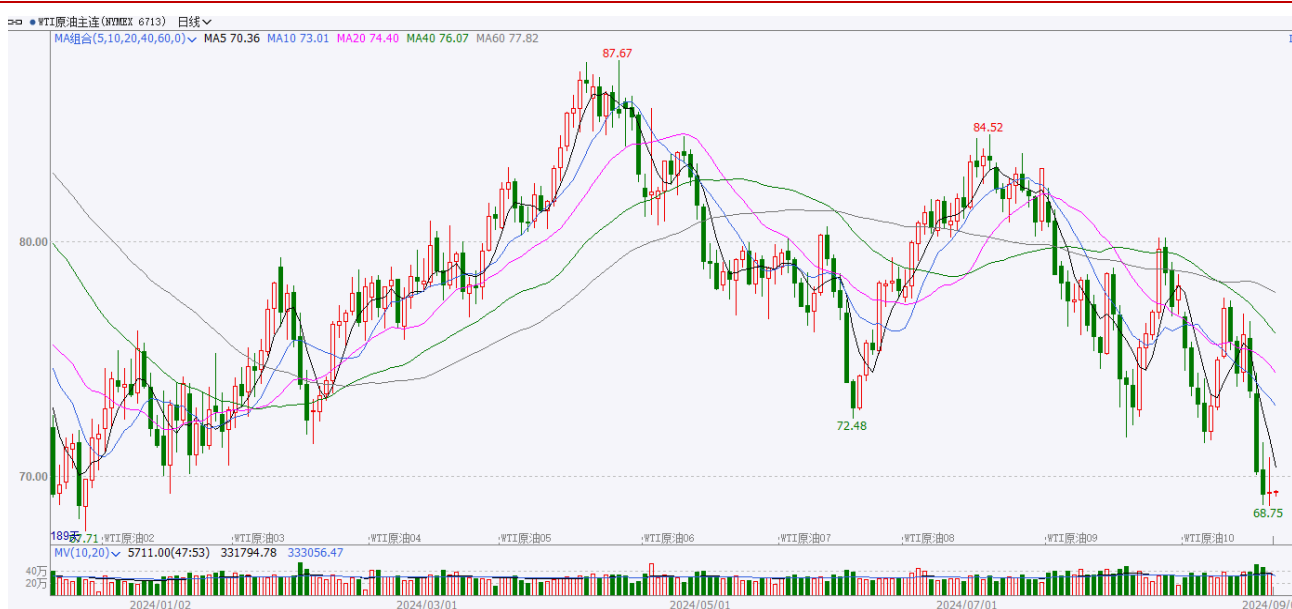 WTI原油主连(NYMEX 6713) 日线
MA组合(5,10,20,40,60,0) MA5 70.36 MA10 73.01 MA20 74.40 MA40 76.07 MA60 77.82
87.67
84.52
80.00
72.48
70.00
68.75
189天 67.71 WTI原油02 WTI原油03 WTI原油04 WTI原油05 WTI原油06 WTI原油07 WTI原油08 WTI原油09 WTI原油10
MV(10,20) 5711.00(47:53) 331794.78 333056.47
40万
20万
2024/01/02 2024/03/01 2024/05/01 2024/07/01 2024/09/